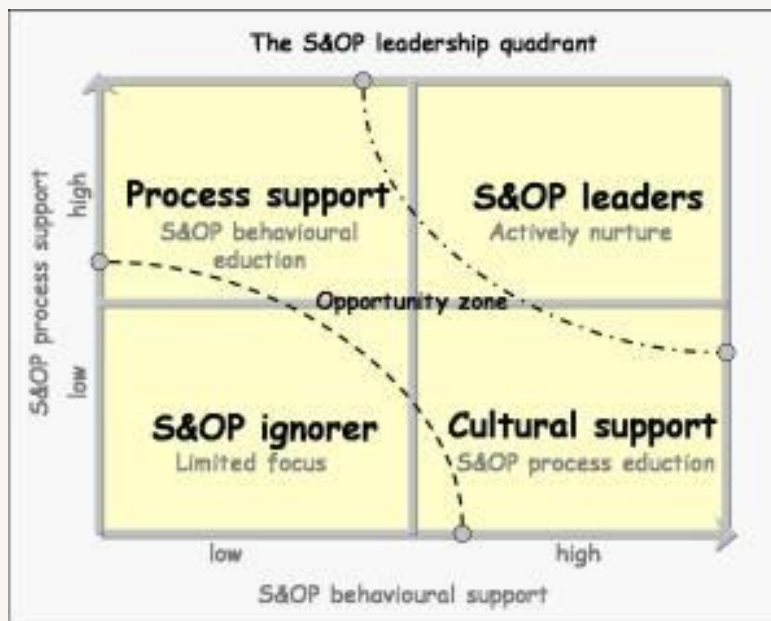 The S&OP leadership quadrant
S&OP process support
high
low
Process support
S&OP behavioural
eduction
S&OP leaders
Actively nurture
Opportunity zone
S&OP ignorer
Limited focus
Cultural support
S&OP process eduction
low
high
S&OP behavioural support